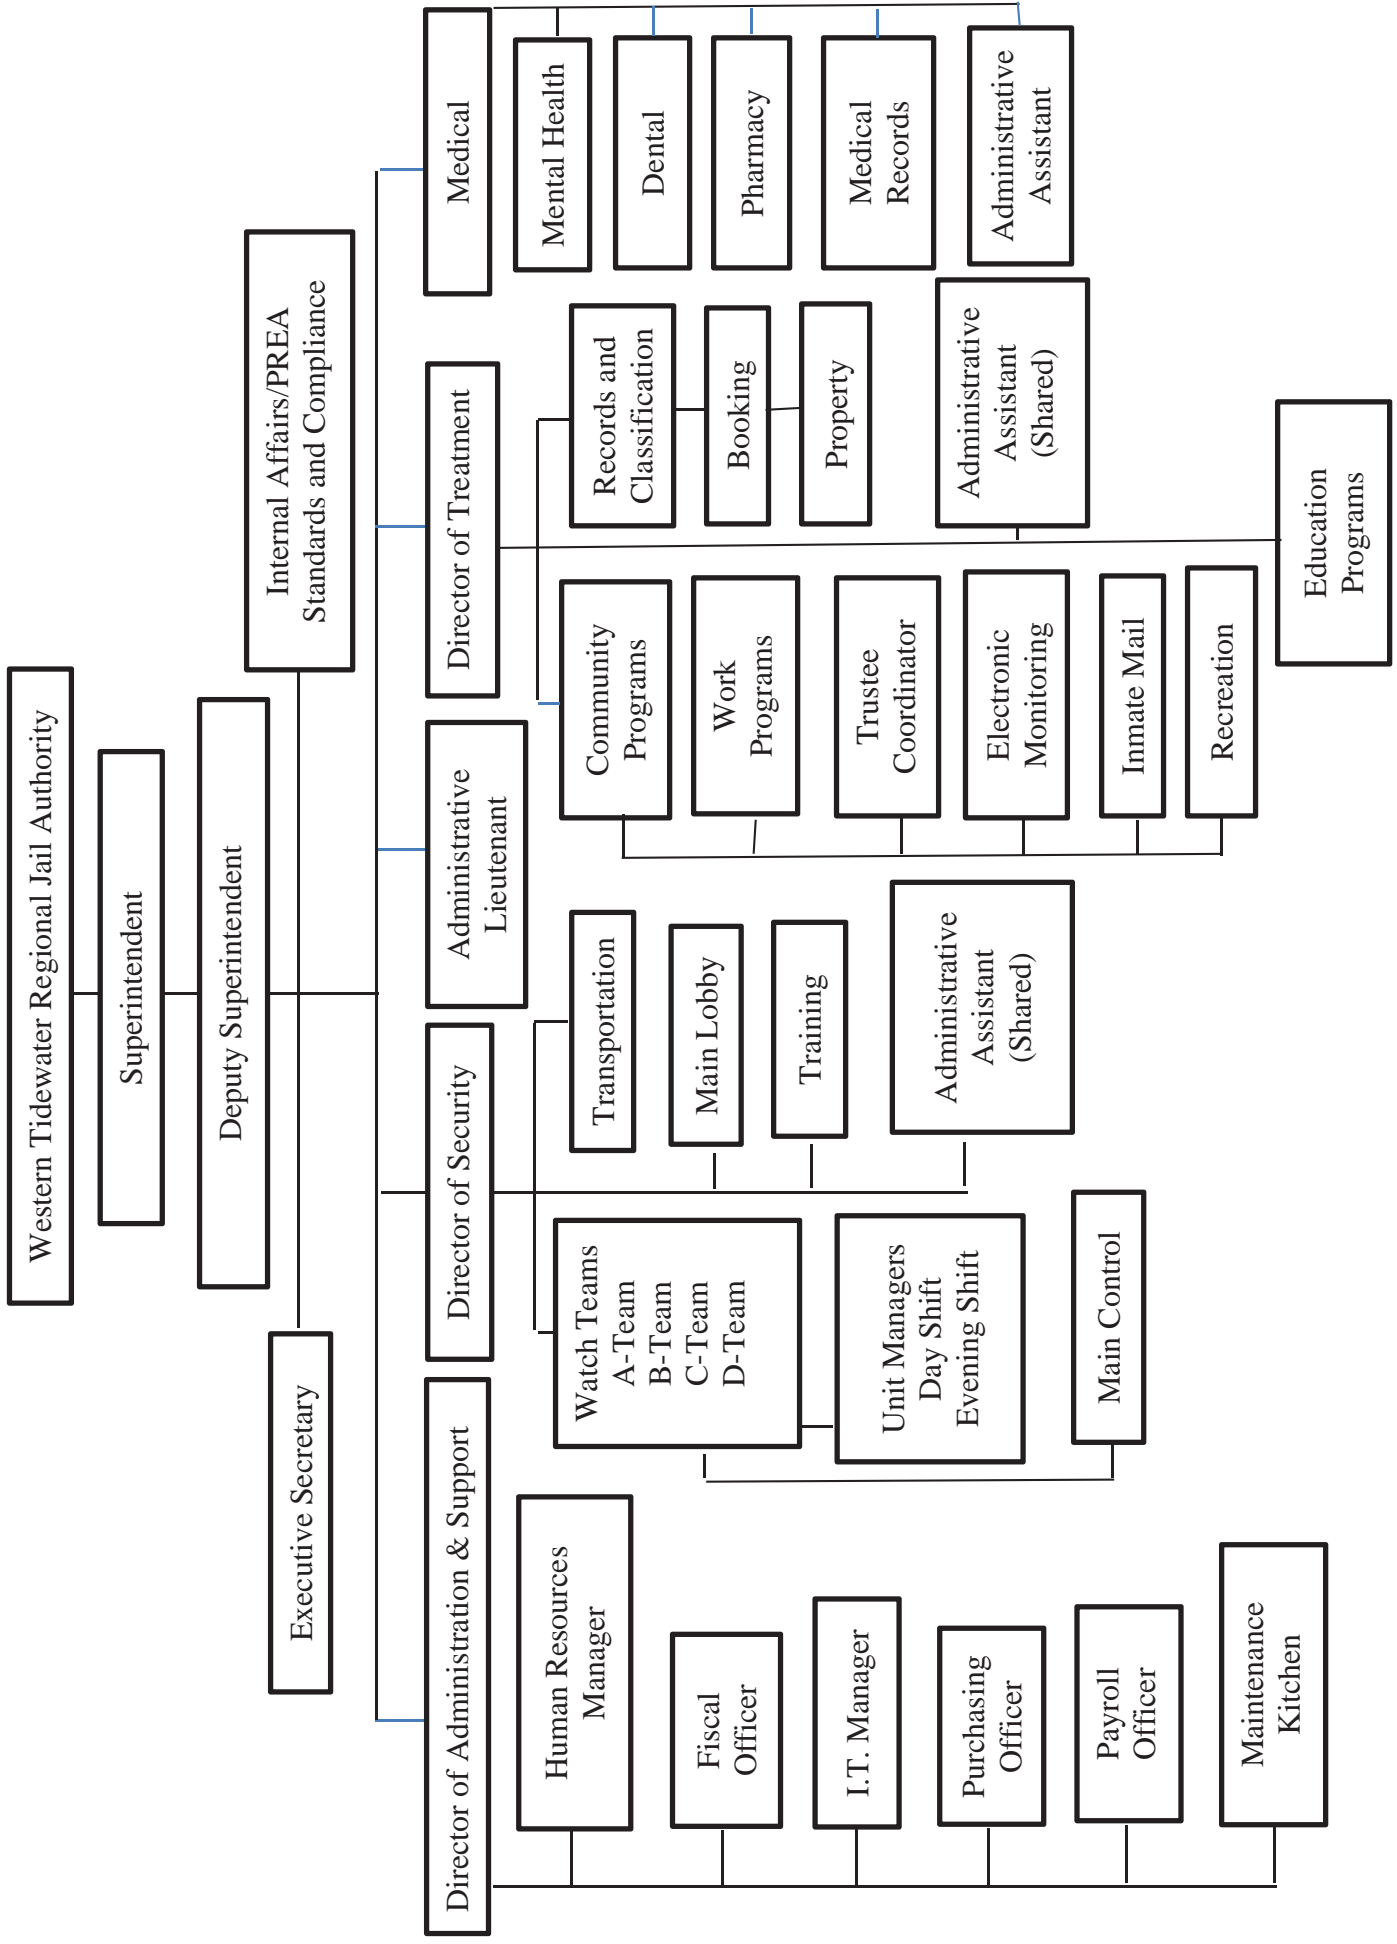 Western Tidewater Regional Jail Authority
Superintendent
Deputy Superintendent
Executive Secretary
Internal Affairs/PREA
Standards and Compliance
Director of Administration & Support
Human Resources
Manager
Fiscal
Officer
I.T. Manager
Purchasing
Officer
Payroll
Officer
Maintenance
Kitchen
Director of Security
Watch Teams
A-Team
B-Team
C-Team
D-Team
Unit Managers
Day Shift
Evening Shift
Main Control
Transportation
Main Lobby
Training
Administrative
Assistant
(Shared)
Administrative
Lieutenant
Director of Treatment
Community
Programs
Work
Programs
Trustee
Coordinator
Electronic
Monitoring
Inmate Mail
Recreation
Records and
Classification
Booking
Property
Administrative
Assistant
(Shared)
Education
Programs
Medical
Mental Health
Dental
Pharmacy
Medical
Records
Administrative
Assistant